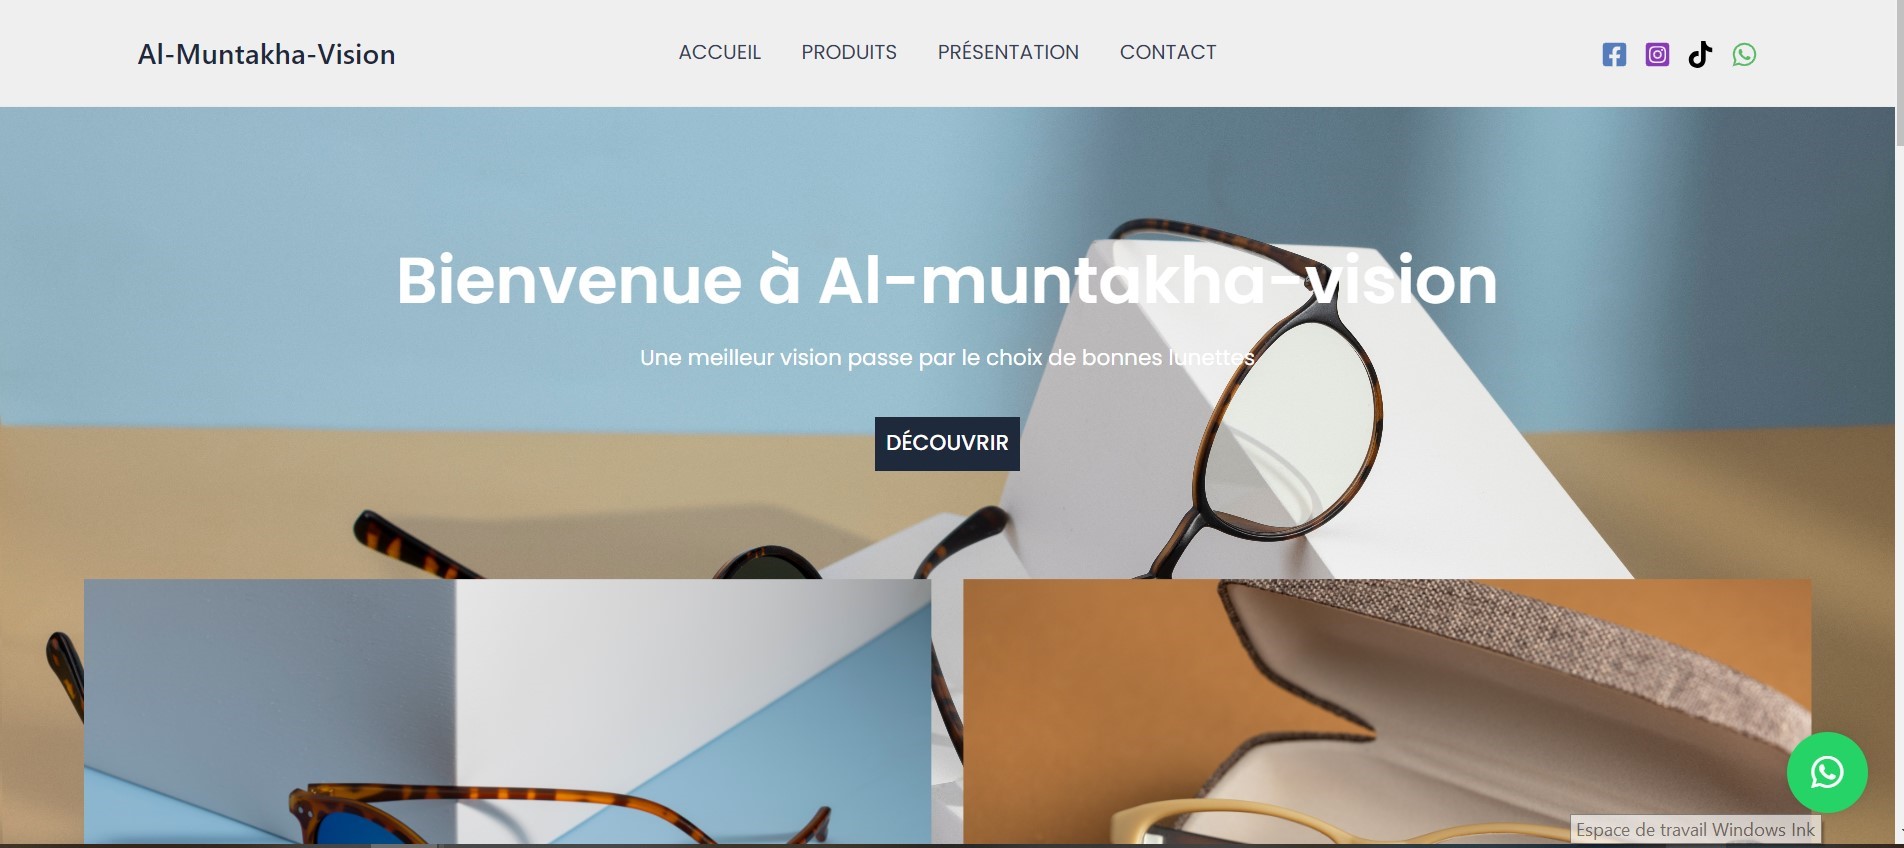 Al-Muntakha-Vision
ACCUEIL PRODUITS PRÉSENTATION CONTACT
Bienvenue à Al-muntakha-vision
Une meilleur vision passe par le choix de bonnes lunettes
DÉCOUVRIR
Espace de travail Windows Ink